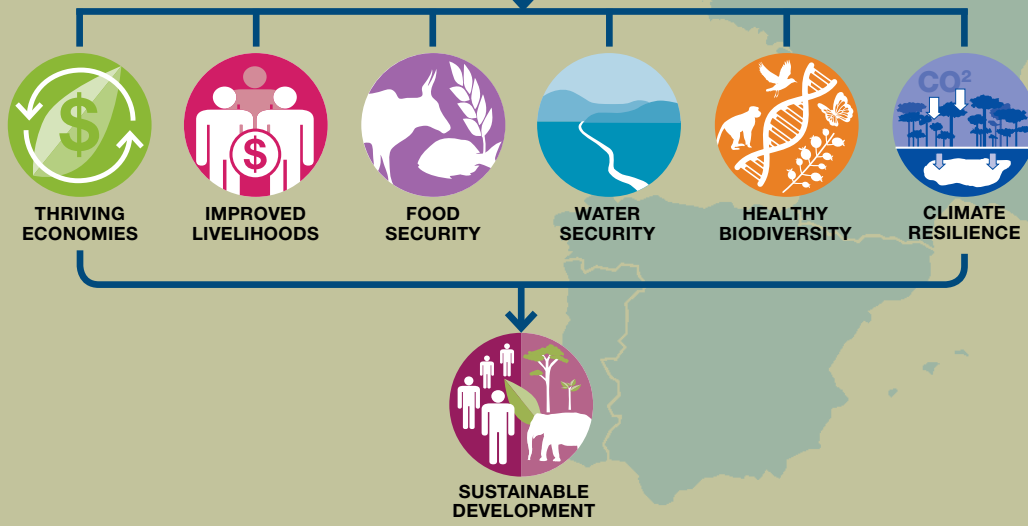 $
$
CO²
THRIVING
ECONOMIES
IMPROVED
LIVELIHOODS
FOOD
SECURITY
WATER
SECURITY
HEALTHY
BIODIVERSITY
CLIMATE
RESILIENCE
SUSTAINABLE
DEVELOPMENT